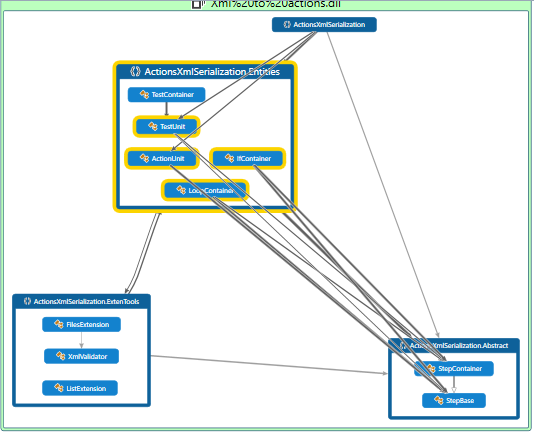 Xml%20to%20actions.dll
ActionsXmlSerialization
ActionsXmlSerialization.Entities
TestContainer
TestUnit
ActionUnit
IfContainer
LoopContainer
ActionsXmlSerialization.ExtenTools
FilesExtension
XmlValidator
ListExtension
ActionsXmlSerialization.Abstract
StepContainer
StepBase